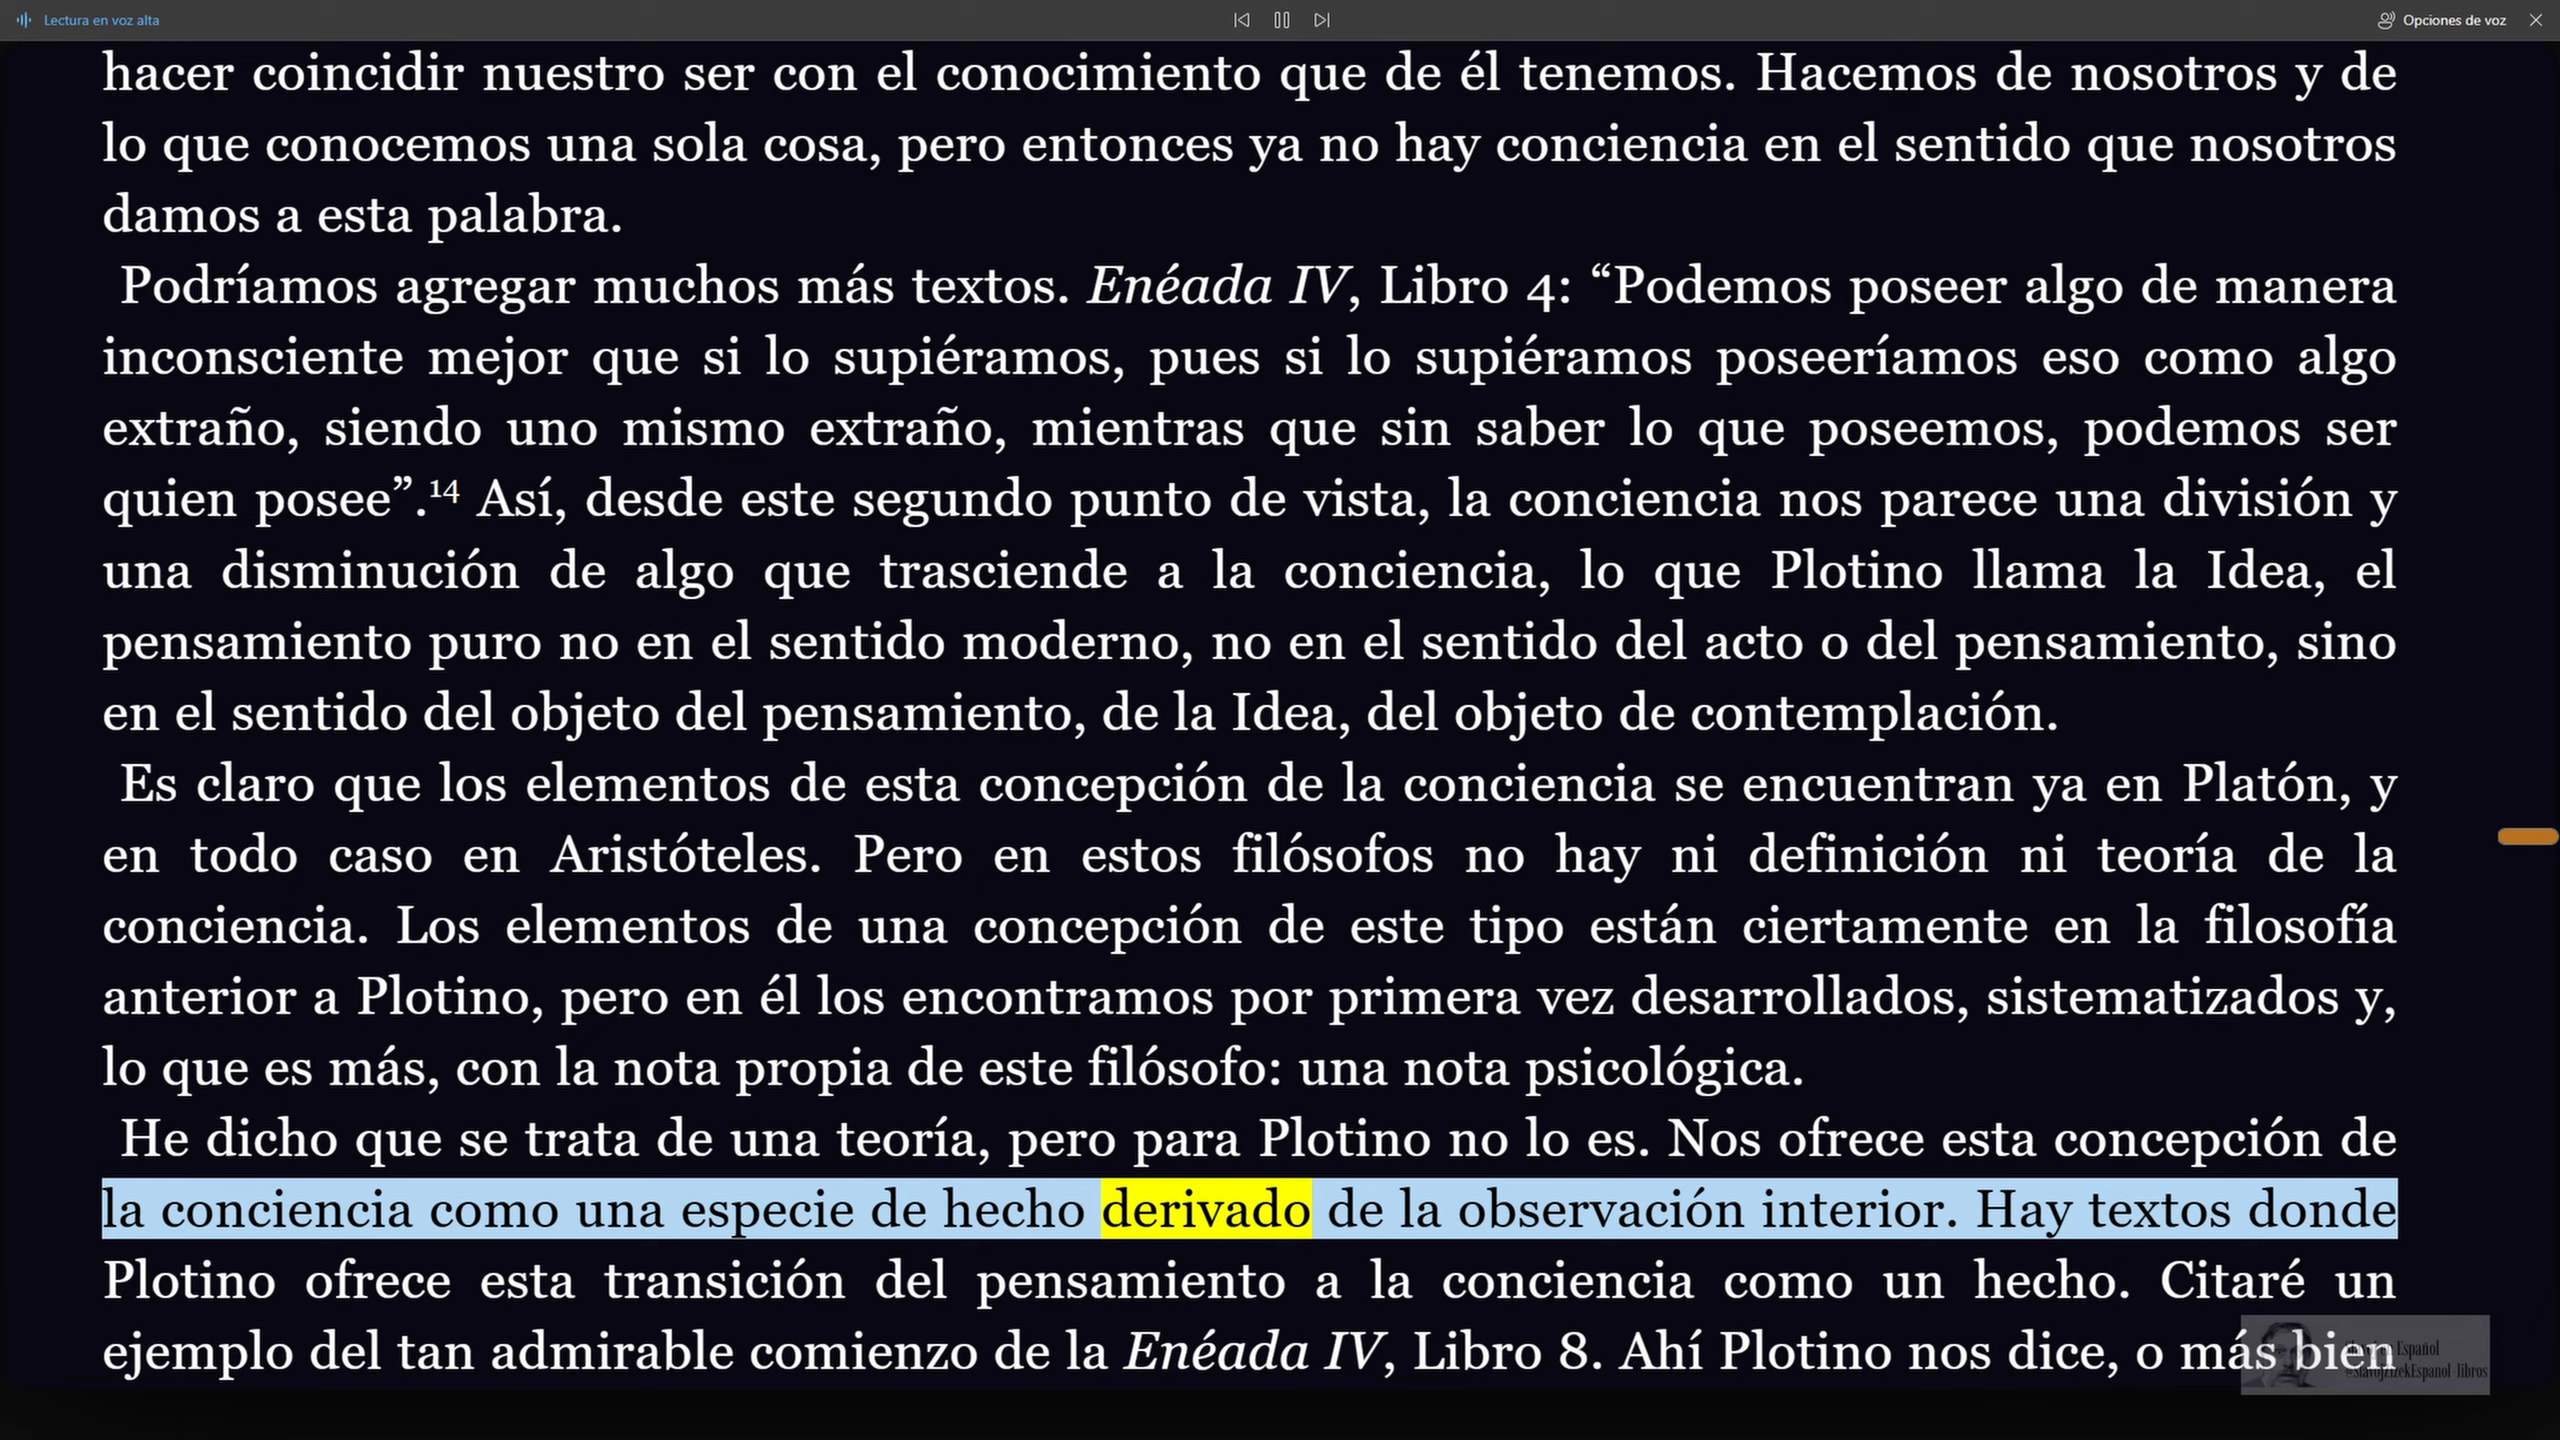 Lectura en voz alta
Opciones de voz
hacer coincidir nuestro ser con el conocimiento que de él tenemos. Hacemos de nosotros y de
lo que conocemos una sola cosa, pero entonces ya no hay conciencia en el sentido que nosotros
damos a esta palabra.
Podríamos agregar muchos más textos. Enéada IV, Libro 4: “Podemos poseer algo de manera
inconsciente mejor que si lo supiéramos, pues si lo supiéramos poseeríamos eso como algo
extraño, siendo uno mismo extraño, mientras que sin saber lo que poseemos, podemos ser
quien posee”.14 Así, desde este segundo punto de vista, la conciencia nos parece una división y
una disminución de algo que trasciende a la conciencia, lo que Plotino llama la Idea, el
pensamiento puro no en el sentido moderno, no en el sentido del acto o del pensamiento, sino
en el sentido del objeto del pensamiento, de la Idea, del objeto de contemplación.
Es claro que los elementos de esta concepción de la conciencia se encuentran ya en Platón, y
en todo caso en Aristóteles. Pero en estos filósofos no hay ni definición ni teoría de la
conciencia. Los elementos de una concepción de este tipo están ciertamente en la filosofía
anterior a Plotino, pero en él los encontramos por primera vez desarrollados, sistematizados y,
lo que es más, con la nota propia de este filósofo: una nota psicológica.
He dicho que se trata de una teoría, pero para Plotino no lo es. Nos ofrece esta concepción de
la conciencia como una especie de hecho derivado de la observación interior. Hay textos donde
Plotino ofrece esta transición del pensamiento a la conciencia como un hecho. Citaré un
ejemplo del tan admirable comienzo de la Enéada IV, Libro 8. Ahí Plotino nos dice, o más bien
Español